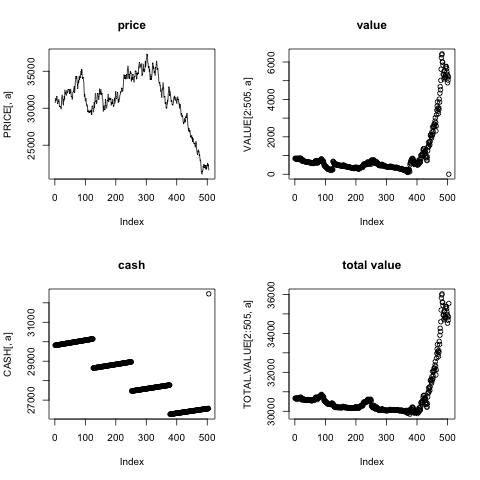 price
PRICE[, a]
25000 30000 35000
0 100 200 300 400 500
Index
value
VALUE[2:505, a]
0 2000 4000 6000
0 100 200 300 400 500
Index
cash
CASH[, a]
27000 29000 31000
0 100 200 300 400 500
Index
total value
TOTAL.VALUE[2:505, a]
30000 32000 34000 36000
0 100 200 300 400 500
Index